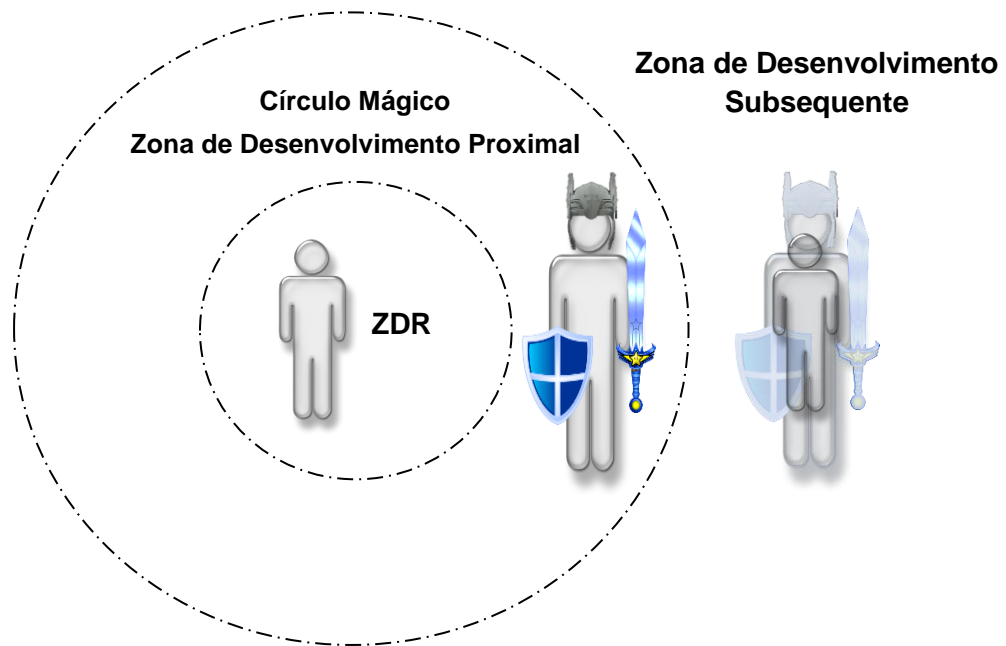 Zona de Desenvolvimento
Subsequente
Círculo Mágico
Zona de Desenvolvimento Proximal
ZDR